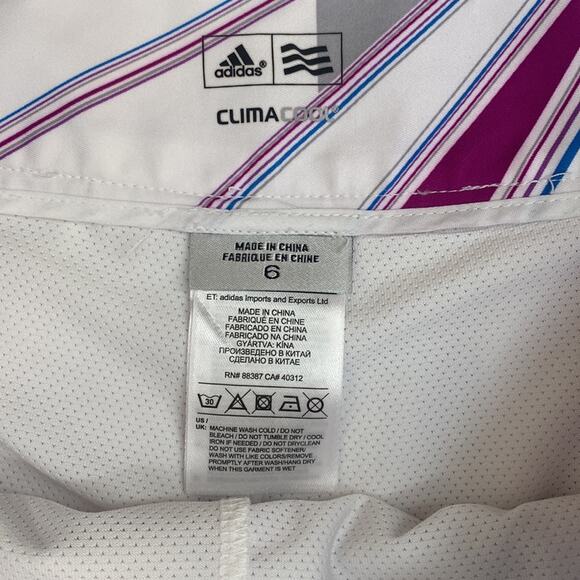 adidas®
CLIMACOOL®
MADE IN CHINA
FABRIQUÉ EN CHINE
6
ET: adidas Imports and Exports Ltd
MADE IN CHINA
FABRIQUÉ EN CHINE
FABRICADO EN CHINA
FABRICADO NA CHINA
GYÁRTVA: KÍNA
ПРОИЗВЕДЕНО В КИТАЙ
СДЕЛАНО В КИТАЕ
RN# 88387 CA# 40312
30
US /
UK: MACHINE WASH COLD / DO NOT
BLEACH / DO NOT TUMBLE DRY / COOL
IRON IF NEEDED / DO NOT DRYCLEAN
DO NOT USE FABRIC SOFTENER/
WASH WITH LIKE COLORS/REMOVE
PROMPTLY AFTER WASH/HANG DRY
WHEN THIS GARMENT IS WET